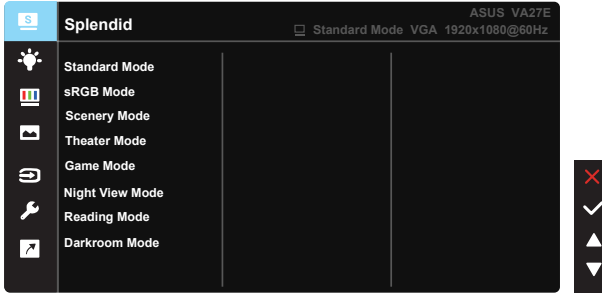 S
Splendid
ASUS VA27E
Standard Mode VGA 1920x1080@60Hz
Standard Mode
sRGB Mode
Scenery Mode
Theater Mode
Game Mode
Night View Mode
Reading Mode
Darkroom Mode